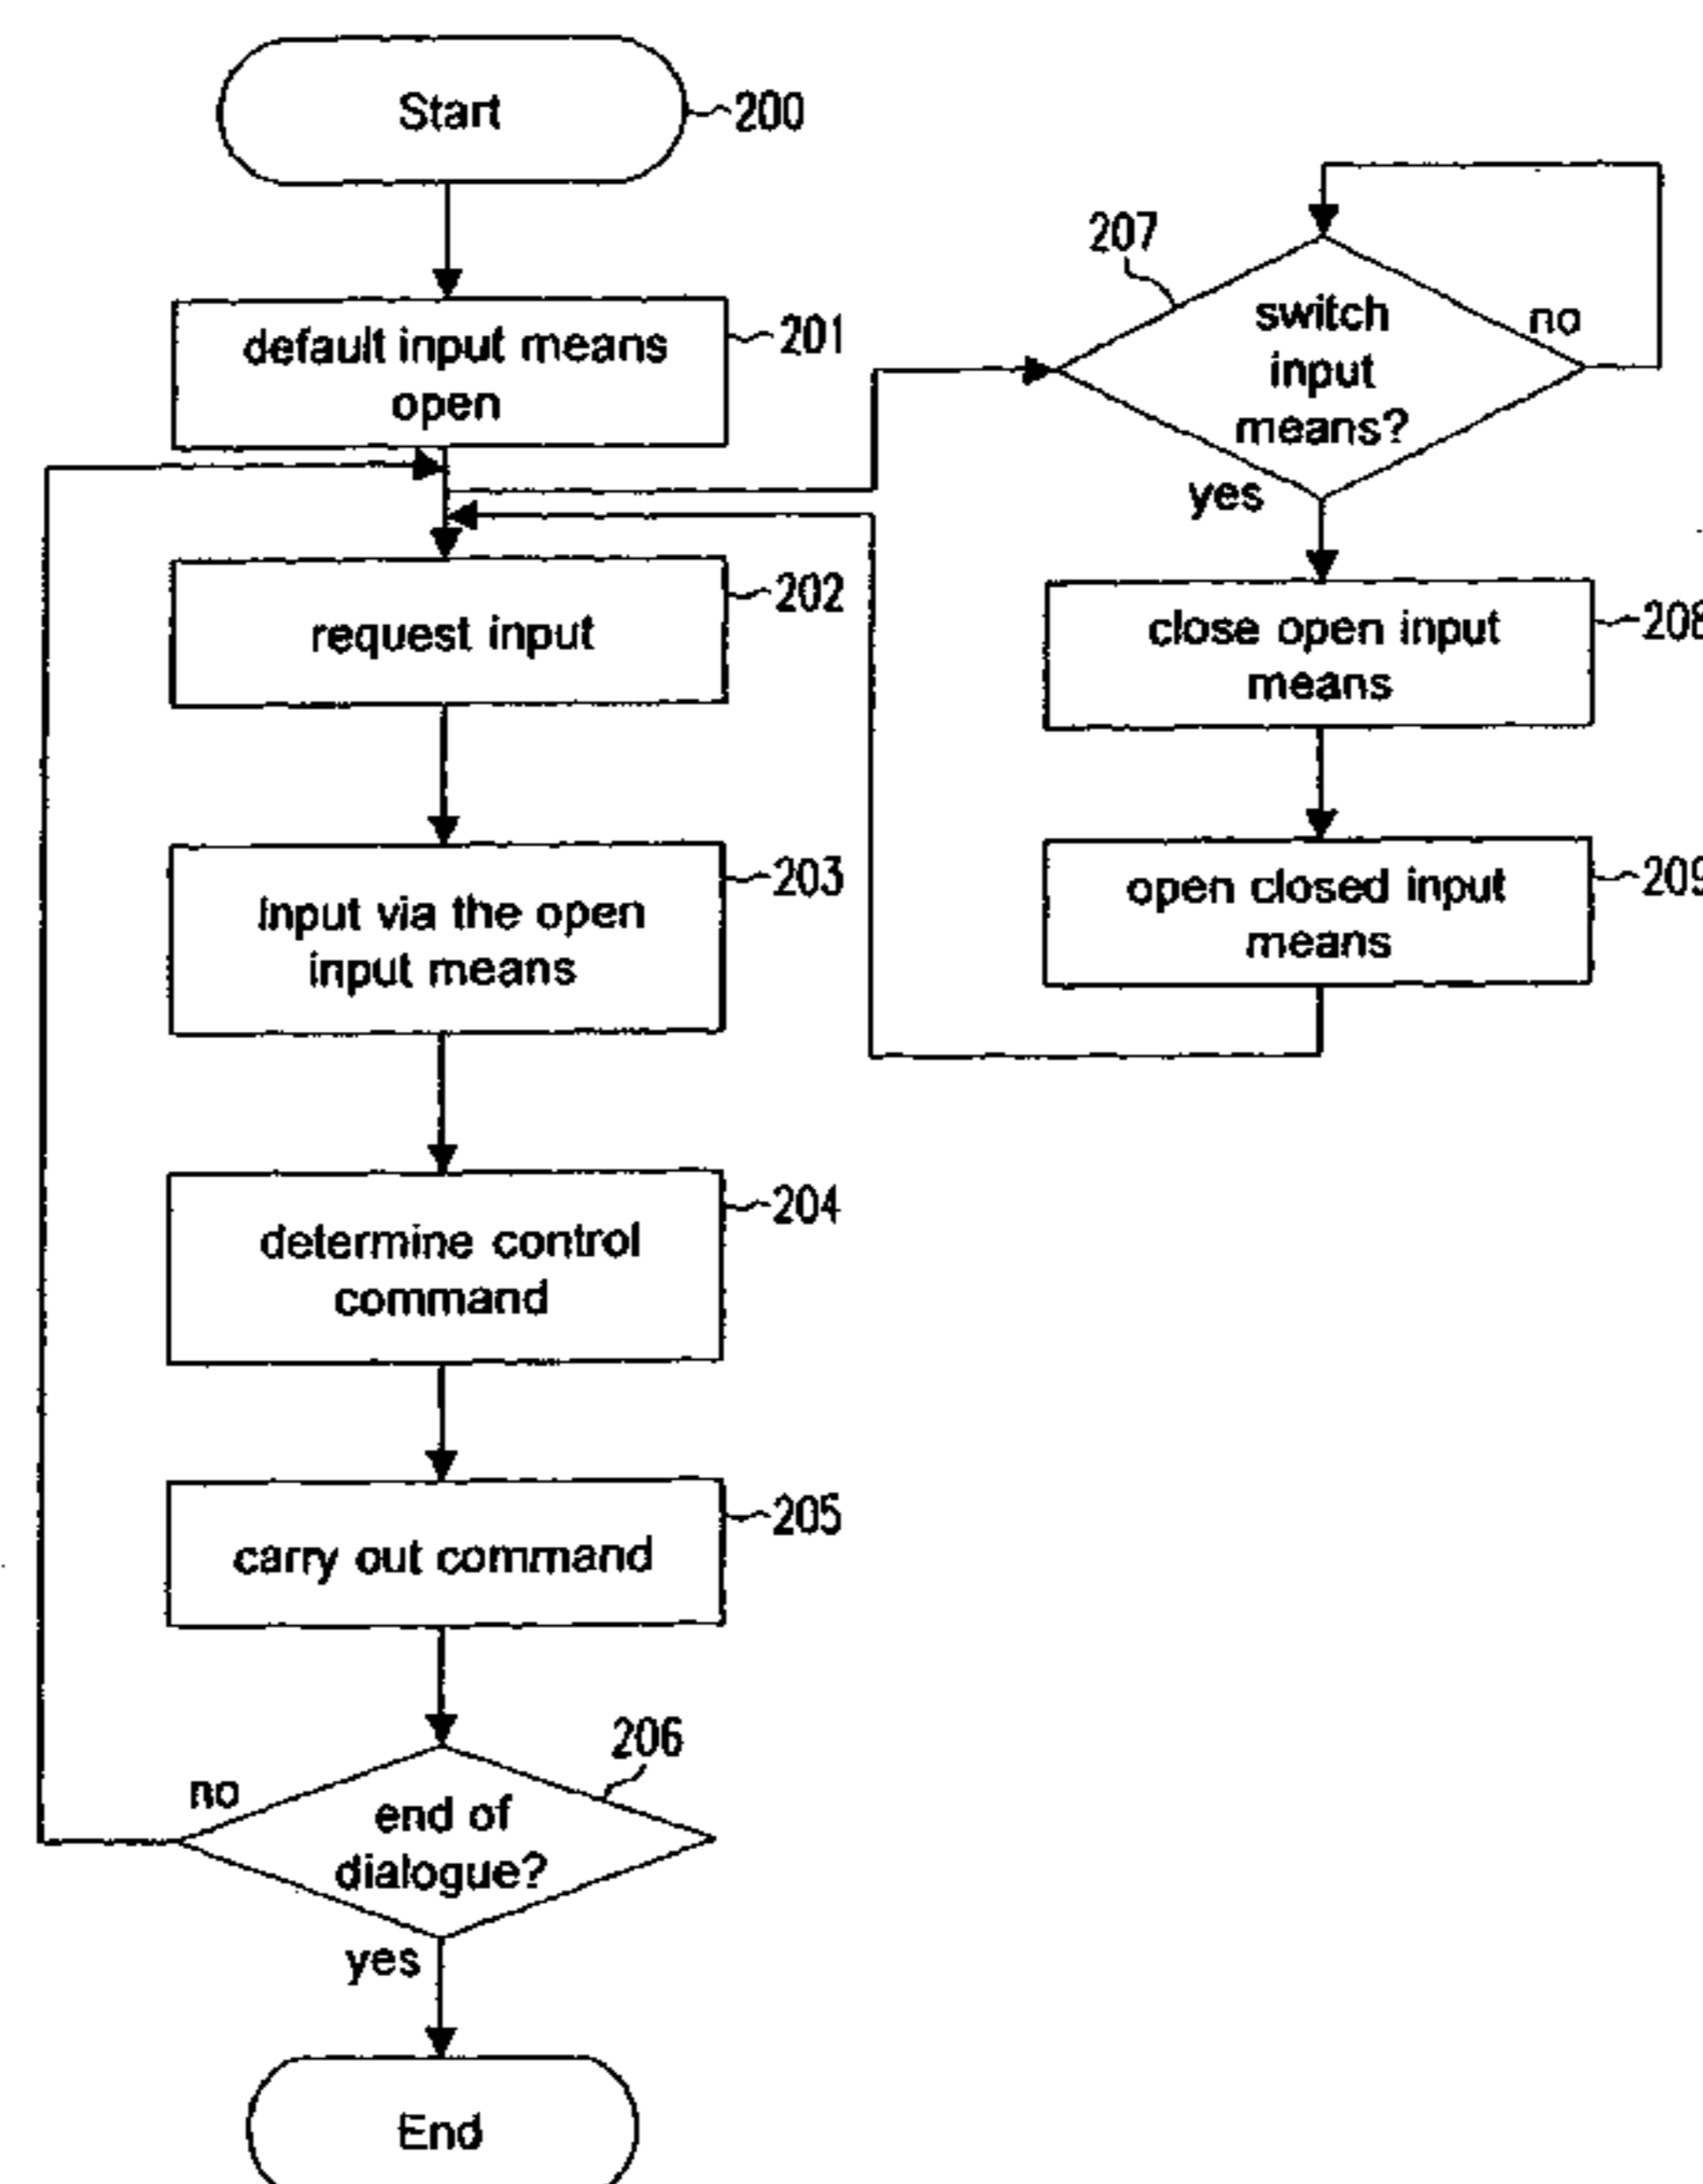 Start
200
default input means
open
201
request input
202
Input via the open
input means
203
determine control
command
204
carry out command
205
206
no
end of
dialogue?
yes
End
207
switch
input
means?
no
yes
close open input
means
208
open closed input
means
209